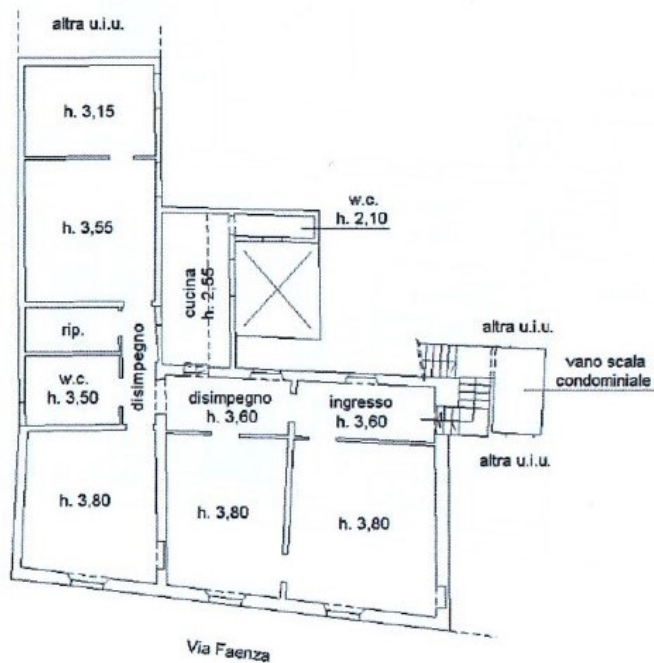 altra u.i.u.
h. 3,15
w.c.
h. 2,10
h. 3,55
cucina
h. 2,55
rip.
disimpegno
altra u.i.u.
vano scala
condominiale
w.c.
h. 3,50
disimpegno
h. 3,60
ingresso
h. 3,60
altra u.i.u.
h. 3,80
h. 3,80
h. 3,80
Via Faenza